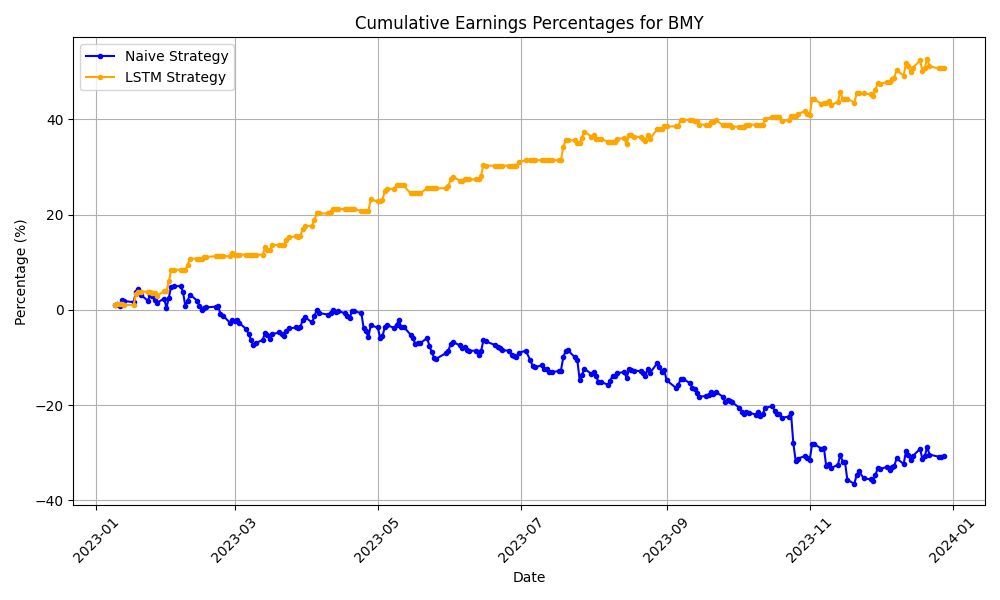 Cumulative Earnings Percentages for BMY
Naive Strategy
LSTM Strategy
Percentage (%)
40
20
0
−20
−40
2023-01
2023-03
2023-05
2023-07
2023-09
2023-11
2024-01
Date